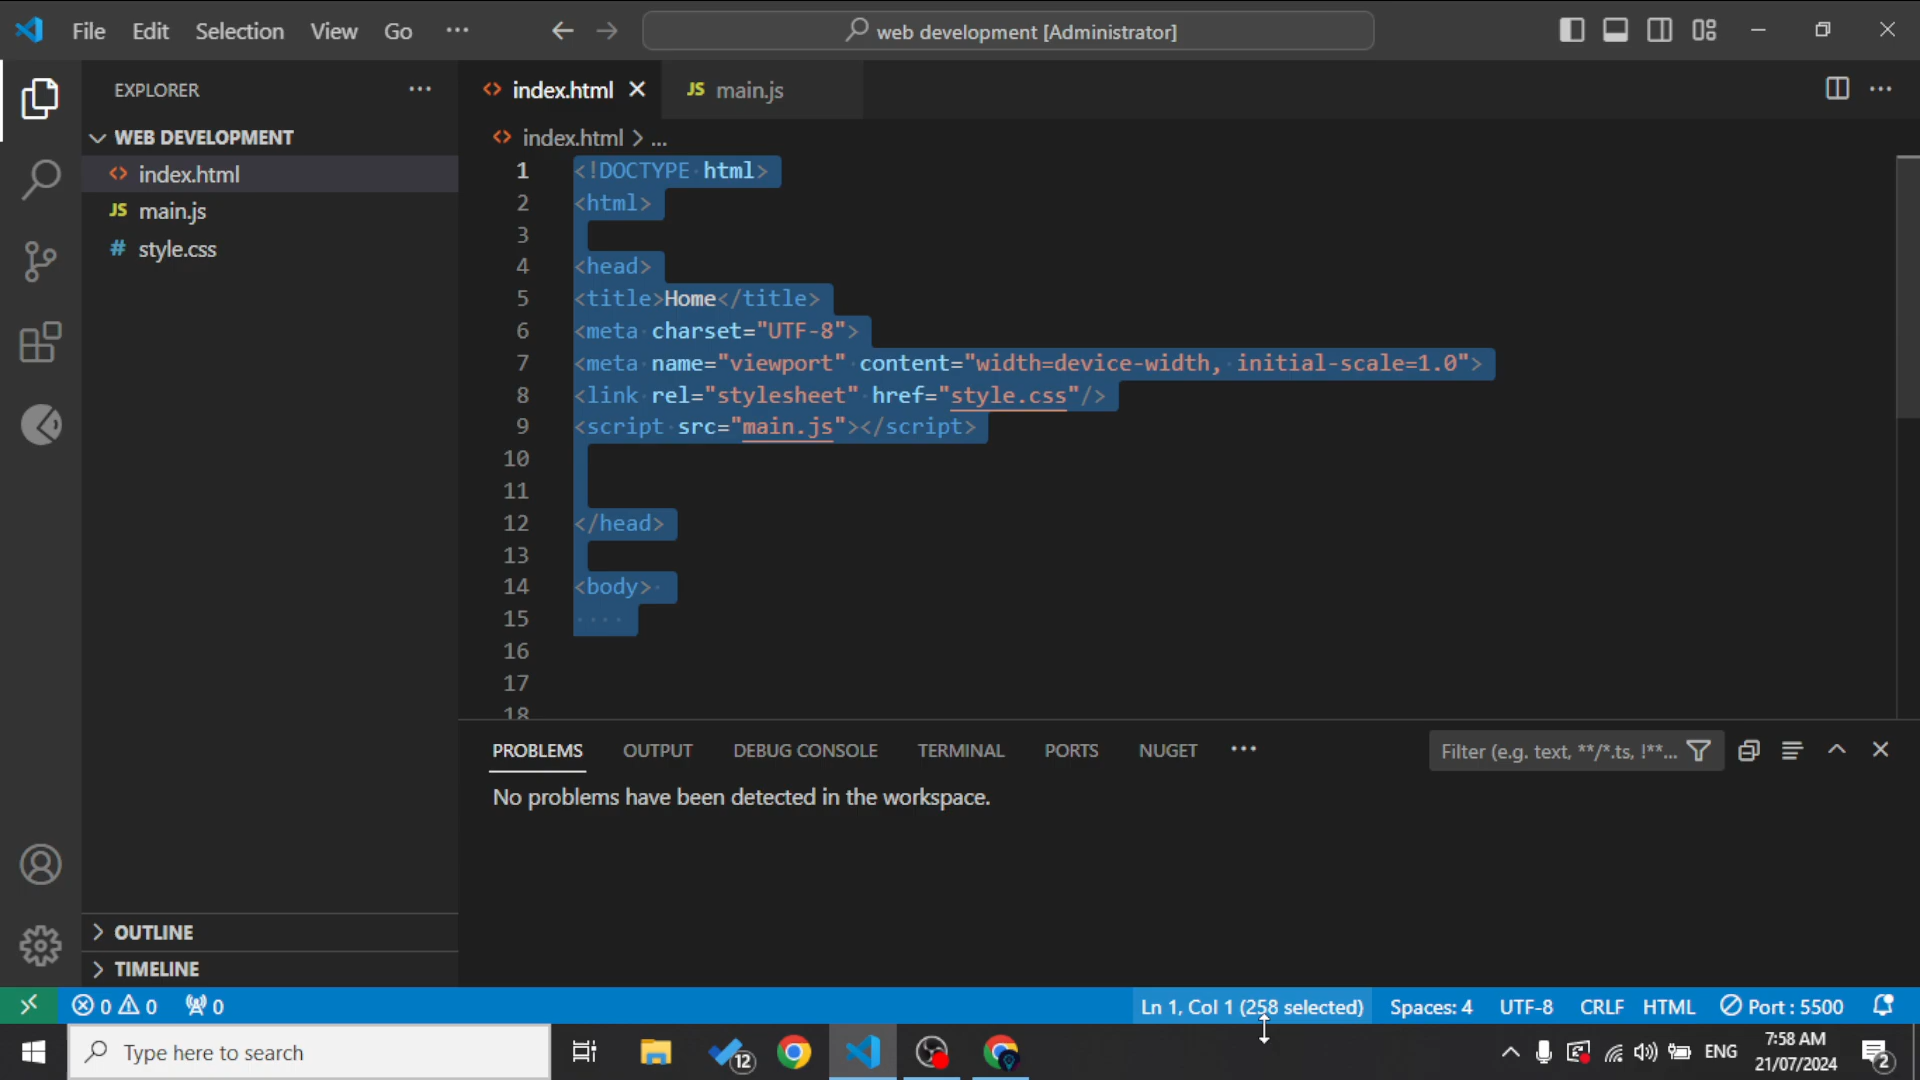 File Edit Selection View Go ···
web development [Administrator]
EXPLORER ···
WEB DEVELOPMENT
<> index.html
JS main.js
# style.css
OUTLINE
TIMELINE
<> index.html ✕
JS main.js
<> index.html > ...
1 <!DOCTYPE html>
2 <html>
3
4 <head>
5 <title>Home</title>
6 <meta charset="UTF-8">
7 <meta name="viewport" content="width=device-width, initial-scale=1.0">
8 <link rel="stylesheet" href="style.css"/>
9 <script src="main.js"></script>
10
11
12 </head>
13
14 <body>
15
16
17
18
PROBLEMS OUTPUT DEBUG CONSOLE TERMINAL PORTS NUGET ···
Filter (e.g. text, **/*.ts, !**...
No problems have been detected in the workspace.
0 0 0
Ln 1, Col 1 (258 selected) Spaces: 4 UTF-8 CRLF HTML Port : 5500
Type here to search
12
ENG
7:58 AM
21/07/2024
2